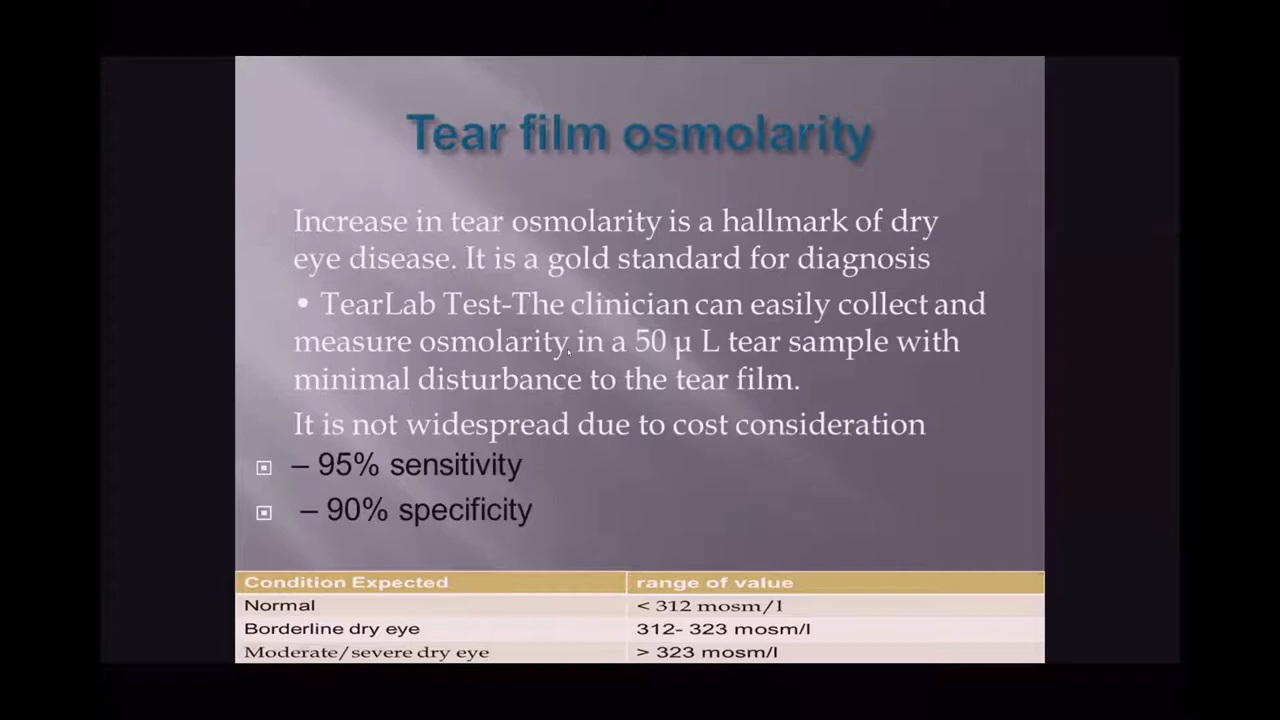 Tear film osmolarity
Increase in tear osmolarity is a hallmark of dry
eye disease. It is a gold standard for diagnosis
• TearLab Test-The clinician can easily collect and
measure osmolarity in a 50 µ L tear sample with
minimal disturbance to the tear film.
It is not widespread due to cost consideration
– 95% sensitivity
– 90% specificity
Condition Expected range of value
Normal < 312 mosm/l
Borderline dry eye 312- 323 mosm/l
Moderate/severe dry eye > 323 mosm/l